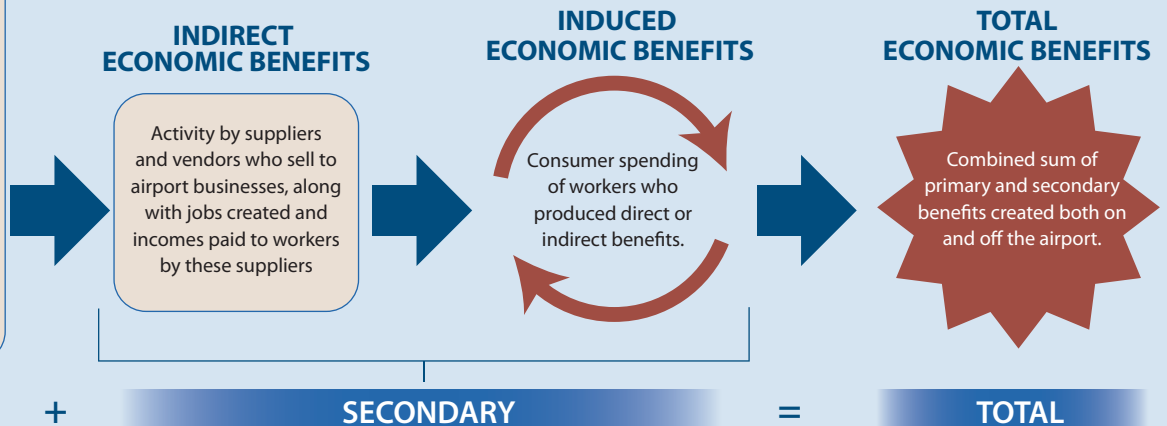 INDIRECT
ECONOMIC BENEFITS
Activity by suppliers
and vendors who sell to
airport businesses, along
with jobs created and
incomes paid to workers
by these suppliers
INDUCED
ECONOMIC BENEFITS
Consumer spending
of workers who
produced direct or
indirect benefits.
TOTAL
ECONOMIC BENEFITS
Combined sum of
primary and secondary
benefits created both on
and off the airport.
+ SECONDARY = TOTAL